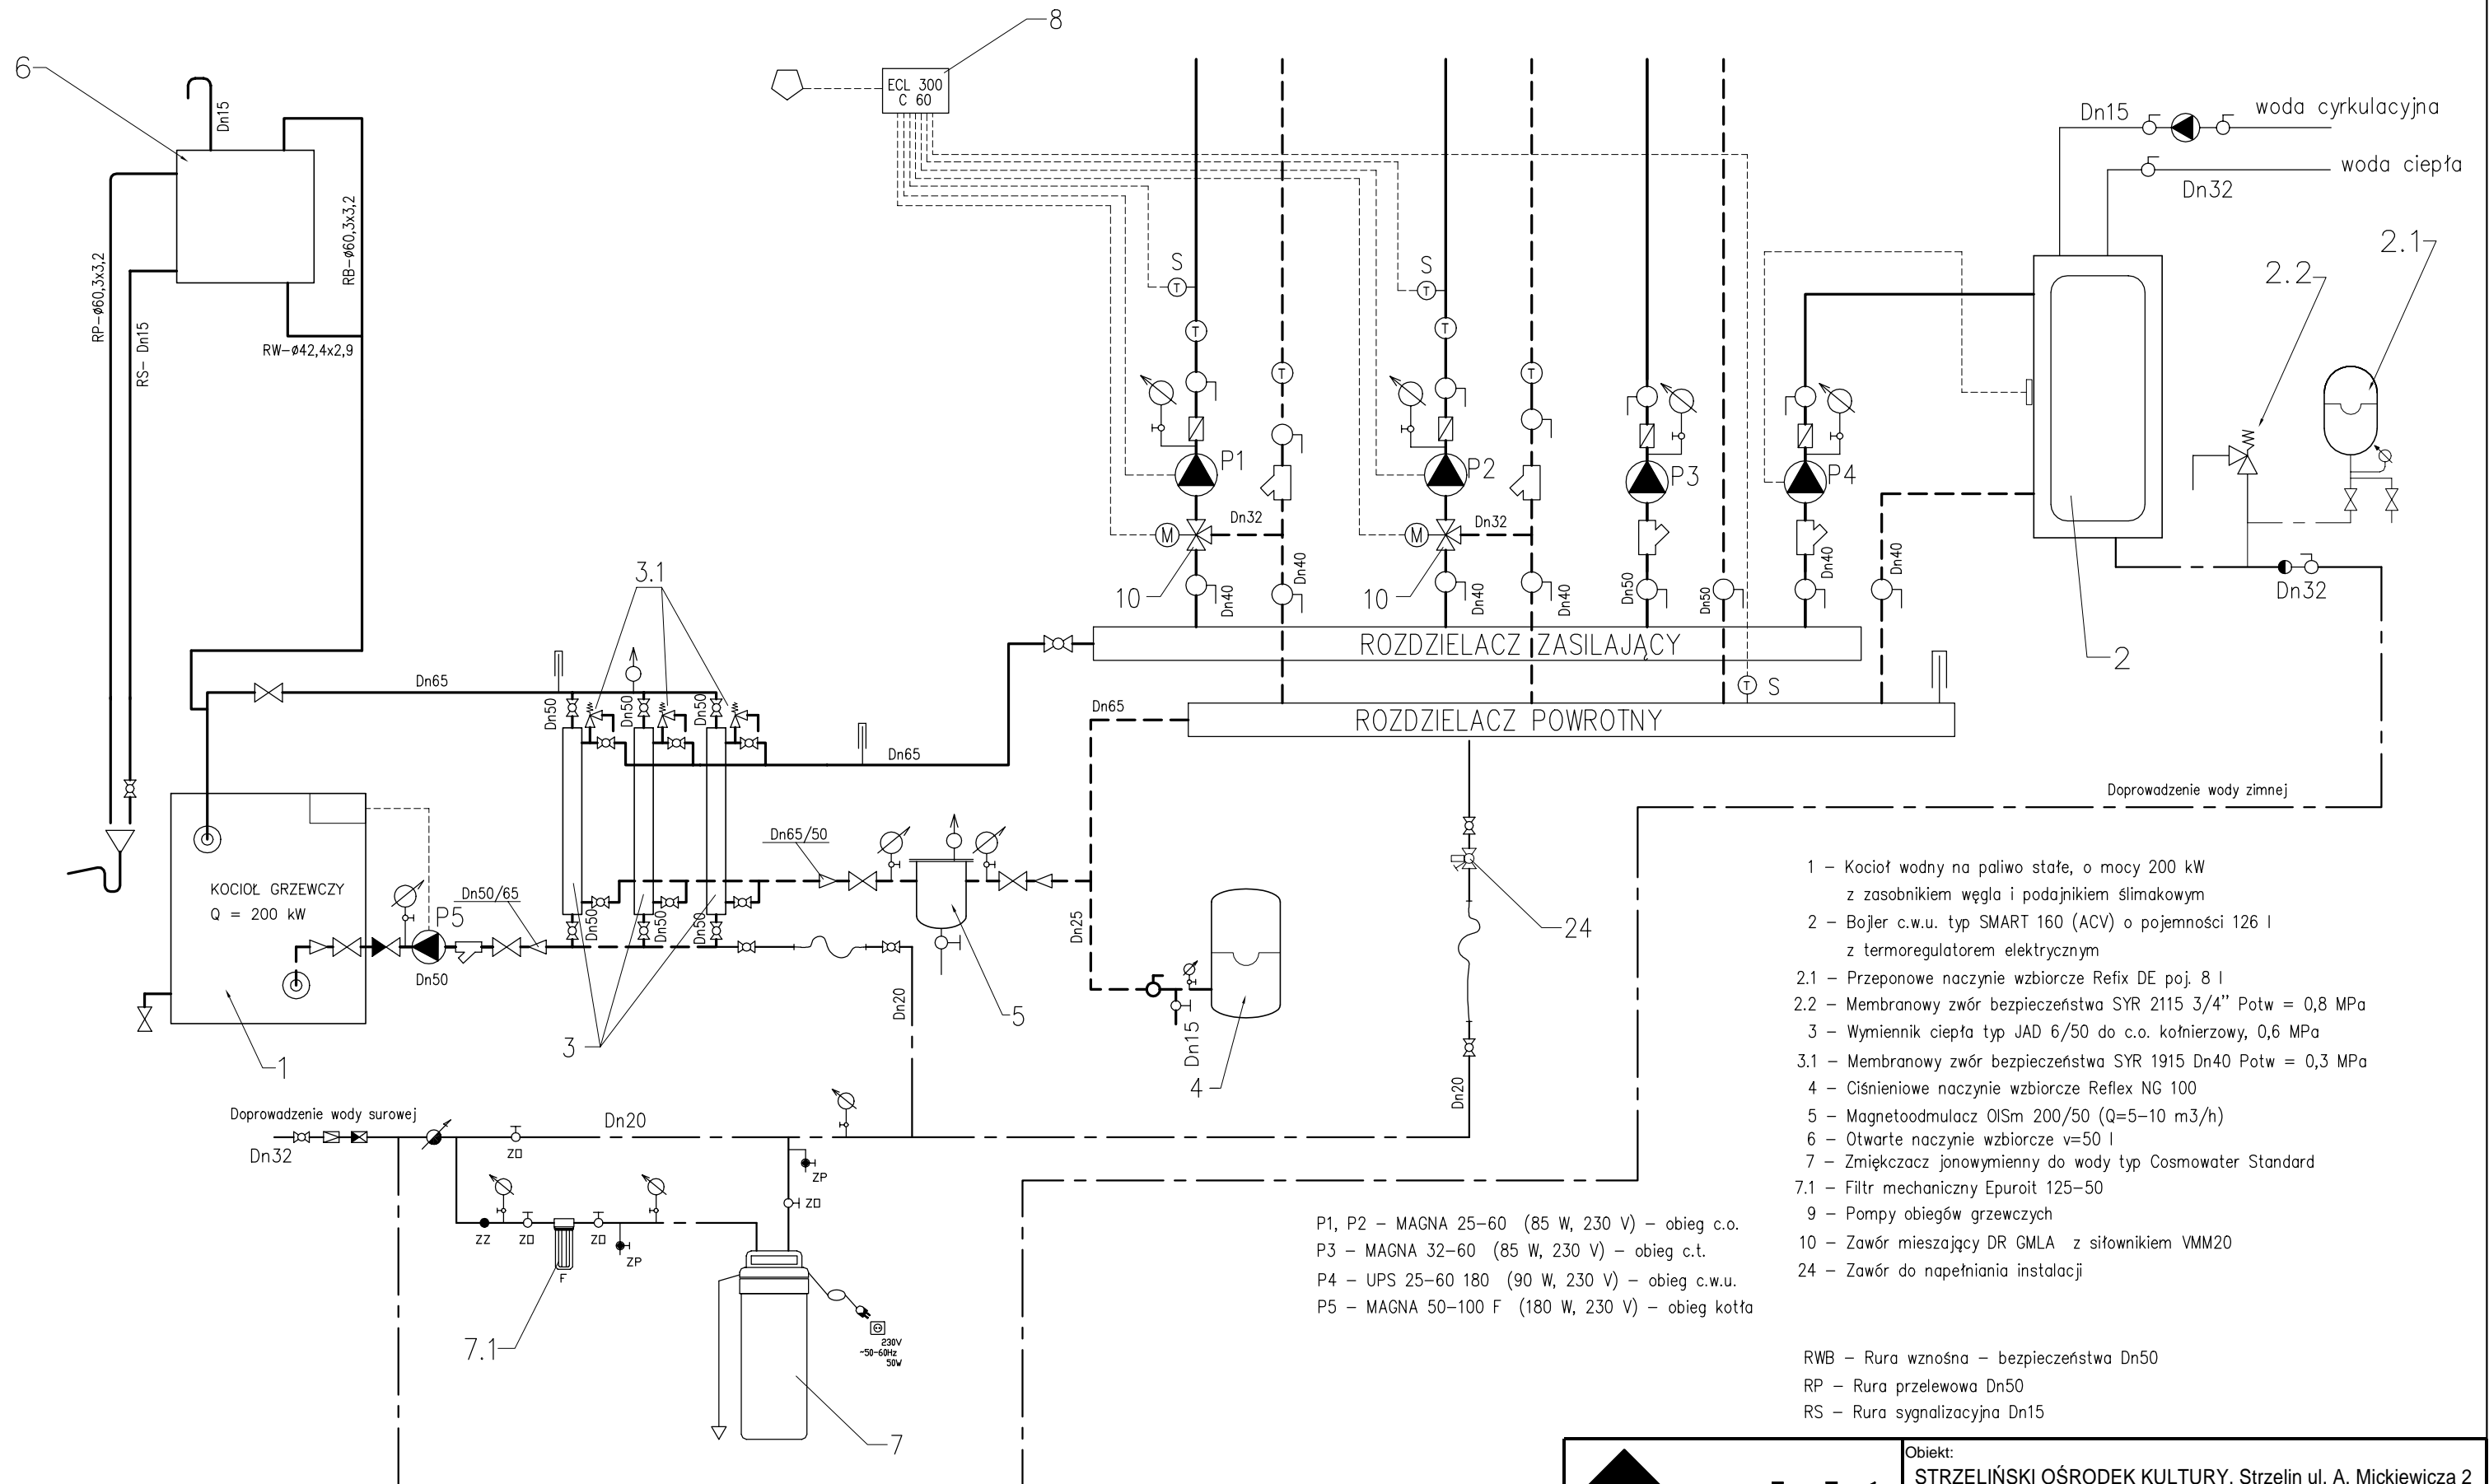 8
6
ECL 300
C 60
Dn15
Dn15
woda cyrkulacyjna
woda ciepła
Dn32
RP-ø60,3x3,2
RS- Dn15
RB-ø60,3x3,2
RW-ø42,4x2,9
S
S
2.1
2.2
T
T
T
T
T
T
P1
P2
P3
P4
Dn32
Dn32
M
M
10
10
Dn40
Dn40
Dn40
Dn40
Dn50
Dn50
Dn40
Dn40
Dn32
3.1
ROZDZIELACZ ZASILAJĄCY
2
Dn65
Dn50
Dn50
Dn50
T
S
Dn65
ROZDZIELACZ POWROTNY
Dn65
Doprowadzenie wody zimnej
Dn65/50
KOCIOŁ GRZEWCZY
Q = 200 kW
Dn50/65
P5
Dn50
Dn50
Dn50
Dn50
Dn25
24
Dn20
5
3
1
Dn15
4
Dn20
1 – Kocioł wodny na paliwo stałe, o mocy 200 kW
z zasobnikiem węgla i podajnikiem ślimakowym
2 – Bojler c.w.u. typ SMART 160 (ACV) o pojemności 126 l
z termoregulatorem elektrycznym
2.1 – Przeponowe naczynie wzbiorcze Refix DE poj. 8 l
2.2 – Membranowy zwór bezpieczeństwa SYR 2115 3/4" Potw = 0,8 MPa
3 – Wymiennik ciepła typ JAD 6/50 do c.o. kołnierzowy, 0,6 MPa
3.1 – Membranowy zwór bezpieczeństwa SYR 1915 Dn40 Potw = 0,3 MPa
4 – Ciśnieniowe naczynie wzbiorcze Reflex NG 100
5 – Magnetoodmulacz OISm 200/50 (Q=5-10 m3/h)
6 – Otwarte naczynie wzbiorcze v=50 l
7 – Zmiękczacz jonowymienny do wody typ Cosmowater Standard
7.1 – Filtr mechaniczny Epuroit 125-50
9 – Pompy obiegów grzewczych
10 – Zawór mieszający DR GMLA z siłownikiem VMM20
24 – Zawór do napełniania instalacji
Doprowadzenie wody surowej
Dn32
Dn20
ZO
ZP
ZO
ZZ
ZO
ZO
ZP
F
7.1
230V
~50-60Hz
50W
7
P1, P2 – MAGNA 25-60 (85 W, 230 V) – obieg c.o.
P3 – MAGNA 32-60 (85 W, 230 V) – obieg c.t.
P4 – UPS 25-60 180 (90 W, 230 V) – obieg c.w.u.
P5 – MAGNA 50-100 F (180 W, 230 V) – obieg kotła
RWB – Rura wznośna – bezpieczeństwa Dn50
RP – Rura przelewowa Dn50
RS – Rura sygnalizacyjna Dn15
Obiekt:
STRZELIŃSKI OŚRODEK KULTURY, Strzelin ul. A. Mickiewicza 2